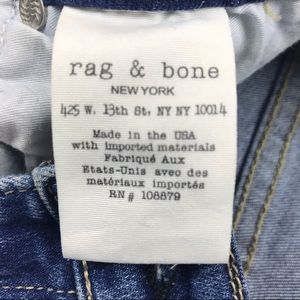 rag & bone
NEW YORK
425 W. 13th St. NY NY 10014
Made in the USA
with imported materials
Fabriqué Aux
Etats-Unis avec des
matériaux importés
RN# 108879